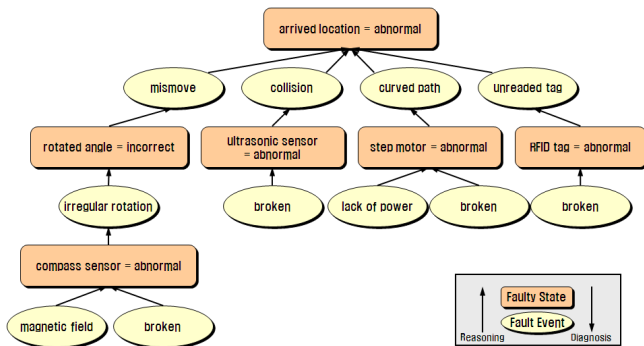 arrived location = abnormal
mismove
collision
curved path
unreaded tag
rotated angle = incorrect
ultrasonic sensor
= abnormal
step motor = abnormal
RFID tag = abnormal
irregular rotation
broken
lack of power
broken
broken
compass sensor = abnormal
magnetic field
broken
Faulty State
Fault Event
Reasoning
Diagnosis